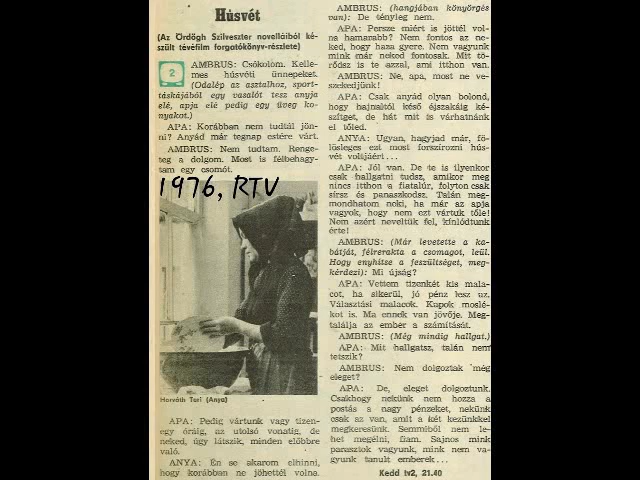 Húsvét
(Az Ördögh Szilveszter novelláiból ké-
szült tévéfilm forgatókönyv-részlete)
2
AMBRUS: Csókolom. Kelle-
mes húsvéti ünnepeket.
(Odalép az asztalhoz, sport-
táskájából egy vasalót tesz anyja
elé, apja elé pedig egy üveg ko-
nyakot.)
APA: Korábban nem tudtál jön-
ni? Anyád már tegnap estére várt.
AMBRUS: Nem tudtam. Renge-
teg a dolgom. Most is félbehagy-
tam egy csomót.
1976, RTV
Horváth Teri (Anya)
APA: Pedig vártunk vagy tizen-
egy óráig, az utolsó vonatig, de
neked, úgy látszik, minden előbbre
való.
ANYA: Én se akarom elhinni,
hogy korábban ne jöhettél volna.
AMBRUS: (hangjában könyörgés
van): De tényleg nem.
APA: Persze miért is jöttél vol-
na hamarabb? Nem fontos az ne-
ked, hogy haza gyere. Nem vagyunk
mink már neked fontosak. Mit tö-
rődsz is te azzal, ami itthon van.
AMBRUS: Ne, apa, most ne ve-
szekedjünk!
APA: Csak anyád olyan bolond,
hogy hajnaltól késő éjszakáig ké-
szítget, de hát mit is várhatnánk
el tőled.
ANYA: Ugyan, hagyjad már, fö-
lösleges ezt most forszírozni hús-
vét volijáért...
APA: Jól van. De te is ilyenkor
csak hallgatni tudsz, amikor meg
nincs itthon a fiatalúr, folyton csak
sírsz és panaszkodsz. Talán meg-
mondhatom neki, ha már az apja
vagyok, hogy nem ezt vártuk tőle!
Nem azért neveltük fel, kínlódtunk
érte!
AMBRUS: (Már levetette a ka-
bátját, félrerakta a csomagot, leül.
Hogy enyhítse a feszültséget, meg-
kérdezi): Mi újság?
APA: Vettem tizenkét kis mala-
cot, ha sikerül, jó pénz lesz az.
Választási malacok. Kapok moslé-
kot is. Ma ennek van jövője. Meg-
találja az ember a számítását.
AMBRUS: (Még mindig hallgat.)
APA: Mit hallgatsz, talán nem
tetszik?
AMBRUS: Nem dolgoztak még
eleget?
APA: De, eleget dolgoztunk.
Csakhogy nekünk nem hozza a
postás a nagy pénzeket, nekünk
csak az van, amit a két kezünkkel
megkeresünk. Semmiből nem le-
het megélni, fiam. Sajnos mink
parasztok vagyunk, mink nem va-
gyunk tanult emberek...
Kedd tv2, 21.40